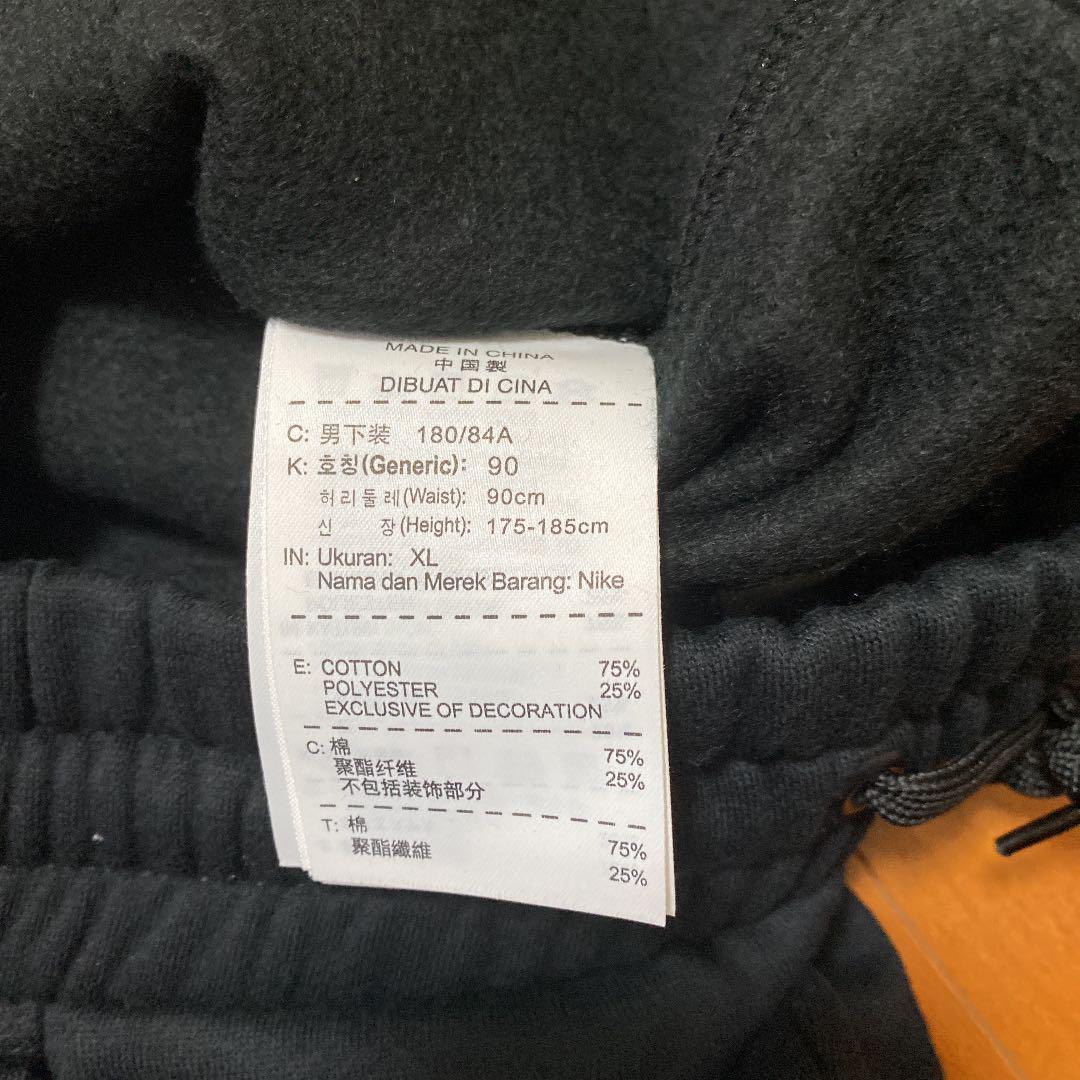 MADE IN CHINA
中国製
DIBUAT DI CINA
C: 男下装 180/84A
K: 호칭(Generic): 90
허리둘레(Waist): 90cm
신 장(Height): 175-185cm
IN: Ukuran: XL
Nama dan Merek Barang: Nike
E: COTTON 75%
POLYESTER 25%
EXCLUSIVE OF DECORATION
C: 棉 75%
聚酯纤维 25%
不包括装饰部分
T: 棉 75%
聚酯纖維 25%